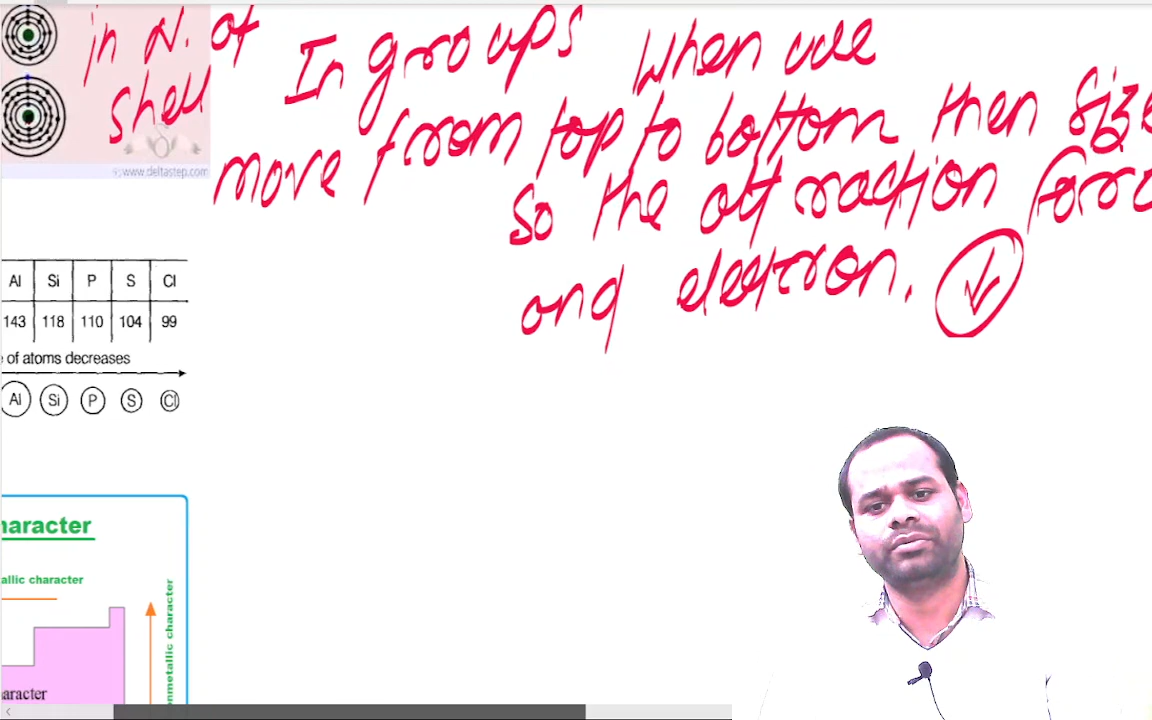 in N. of
shell
In groups When we
move from top to bottom then Size
So the attraction force
and electron.
www.deltastep.com
Al Si P S Cl
143 118 110 104 99
e of atoms decreases
Al Si P S Cl
haracter
allic character
onmetallic character
aracter